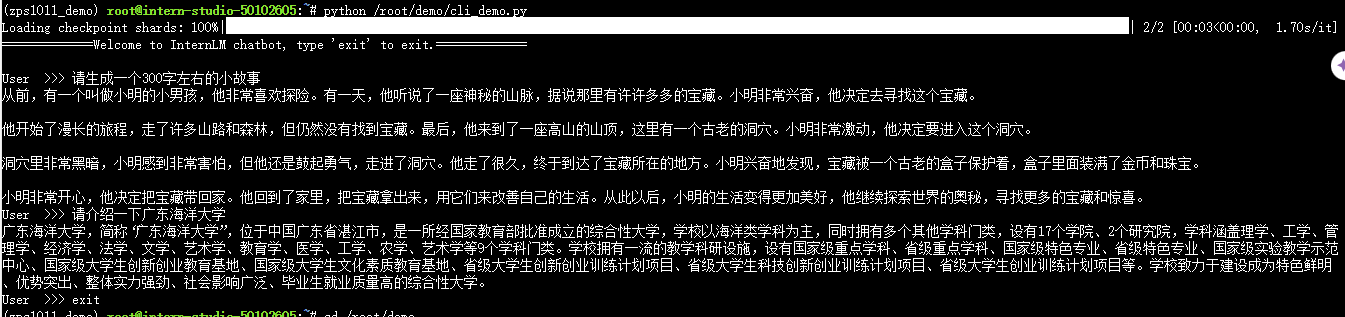 (zps1011_demo) root@intern-studio-50102605:~# python /root/demo/cli_demo.py
Loading checkpoint shards: 100%| | 2/2 [00:03<00:00, 1.70s/it]
=============Welcome to InternLM chatbot, type 'exit' to exit.=============
User >>> 请生成一个300字左右的小故事
从前，有一个叫做小明的小男孩，他非常喜欢探险。有一天，他听说了一座神秘的山脉，据说那里有许许多多的宝藏。小明非常兴奋，他决定去寻找这个宝藏。
他开始了漫长的旅程，走了许多山路和森林，但仍然没有找到宝藏。最后，他来到了一座高山的山顶，这里有一个古老的洞穴。小明非常激动，他决定要进入这个洞穴。
洞穴里非常黑暗，小明感到非常害怕，但他还是鼓起勇气，走进了洞穴。他走了很久，终于到达了宝藏所在的地方。小明兴奋地发现，宝藏被一个古老的盒子保护着，盒子里面装满了金币和珠宝。
小明非常开心，他决定把宝藏带回家。他回到了家里，把宝藏拿出来，用它们来改善自己的生活。从此以后，小明的生活变得更加美好，他继续探索世界的奥秘，寻找更多的宝藏和惊喜。
User >>> 请介绍一下广东海洋大学
广东海洋大学，简称“广东海洋大学”，位于中国广东省湛江市，是一所经国家教育部批准成立的综合性大学，学校以海洋类学科为主，同时拥有多个其他学科门类，设有17个学院、2个研究院，学科涵盖理学、工学、管
理学、经济学、法学、文学、艺术学、教育学、医学、工学、农学、艺术学等9个学科门类。学校拥有一流的教学科研设施，设有国家级重点学科、省级重点学科、国家级特色专业、省级特色专业、国家级实验教学示范
中心、国家级大学生创新创业教育基地、国家级大学生文化素质教育基地、省级大学生创新创业训练计划项目、省级大学生科技创新创业训练计划项目、省级大学生创业训练计划项目等。学校致力于建设成为特色鲜明
、优势突出、整体实力强劲、社会影响广泛、毕业生就业质量高的综合性大学。
User >>> exit
(zps1011_demo) root@intern-studio-50102605:~# cd /root/demo